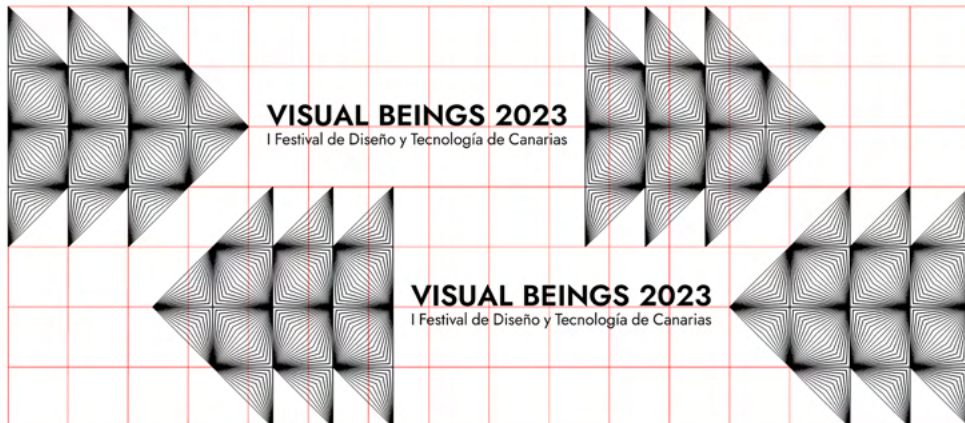 VISUAL BEINGS 2023
I Festival de Diseño y Tecnología de Canarias
VISUAL BEINGS 2023
I Festival de Diseño y Tecnología de Canarias